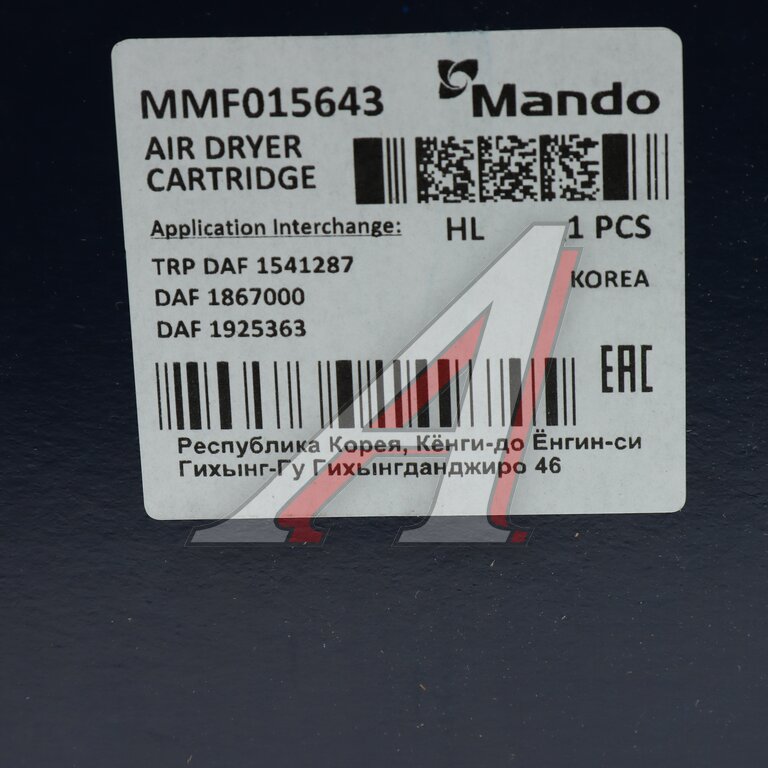 MMF015643
Mando
AIR DRYER
CARTRIDGE
Application Interchange:
HL
1 PCS
TRP DAF 1541287
KOREA
DAF 1867000
DAF 1925363
EAC
Республика Корея, Кёнги-до Ёнгин-си
Гихынг-Гу Гихынгданджиро 46